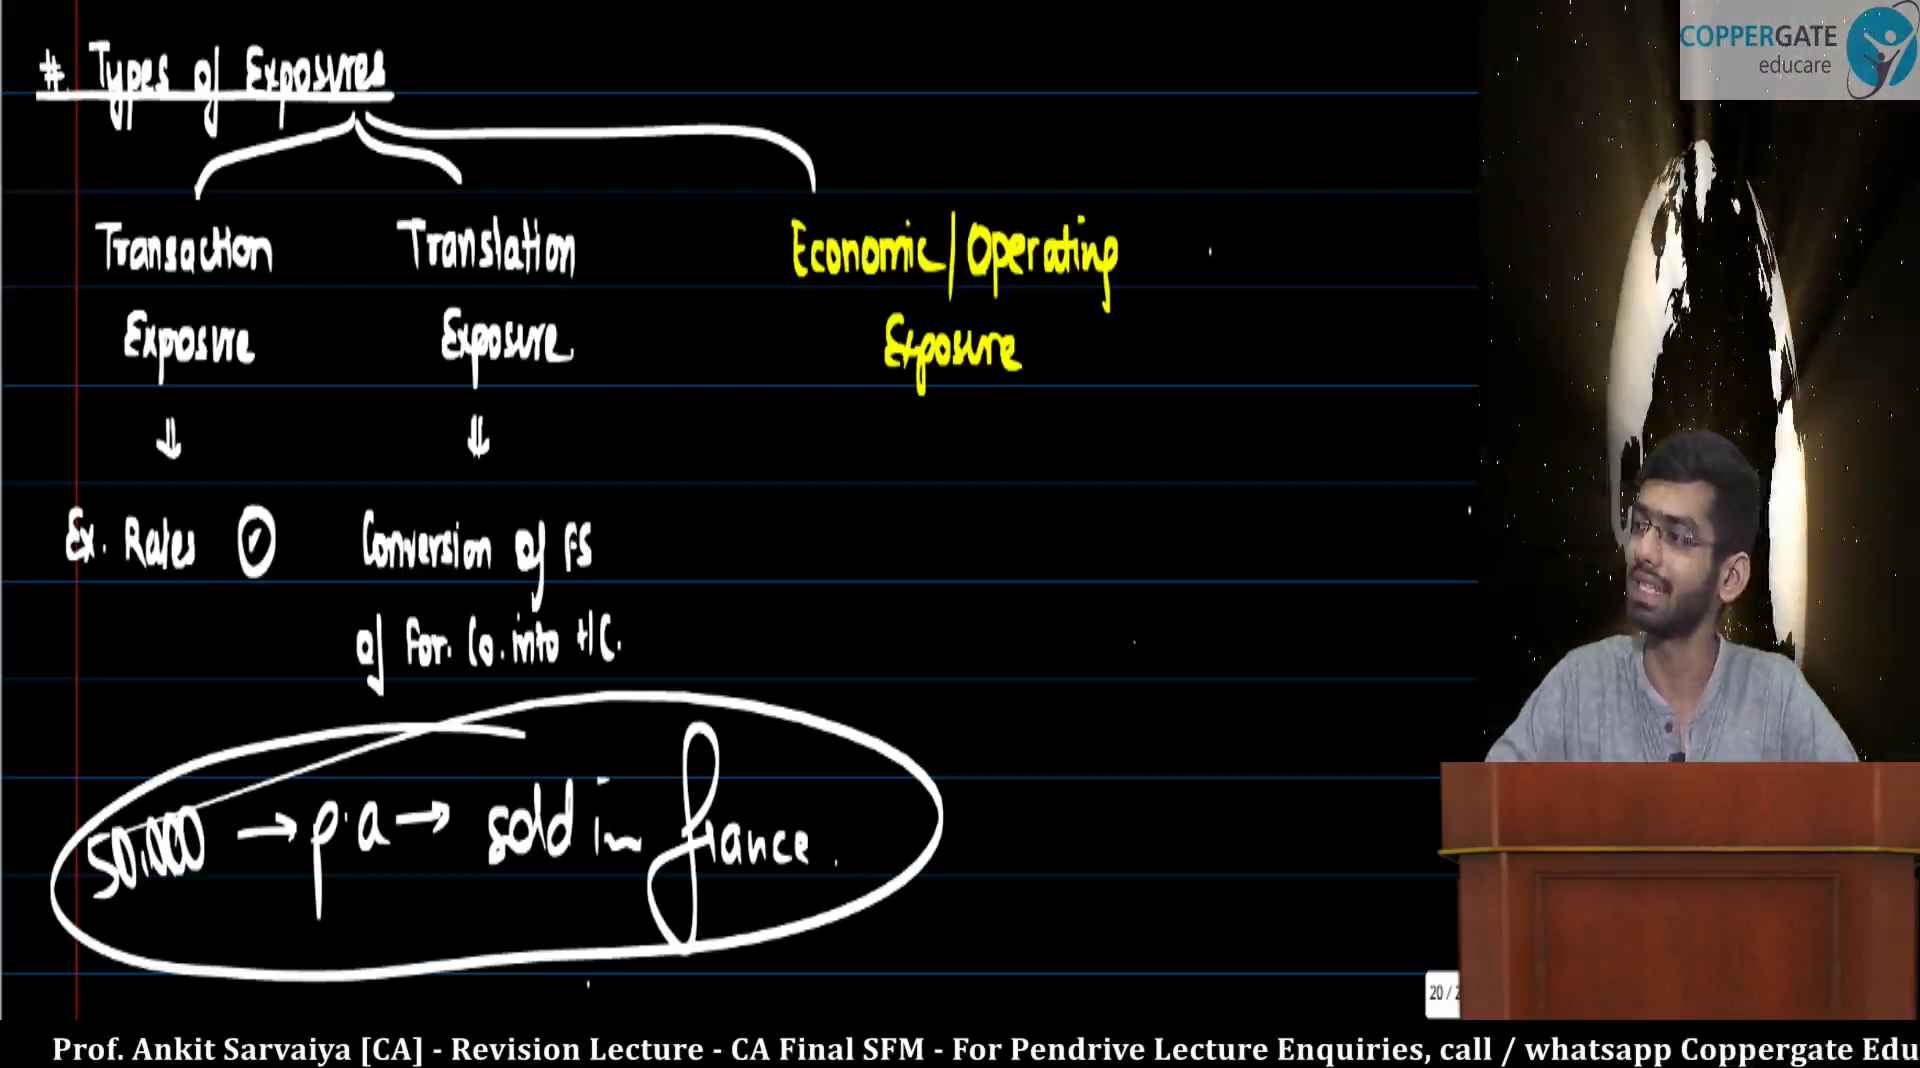 # Types of Exposures
Transaction Exposure
Translation Exposure
Economic/Operating Exposure
Ex. Rates
Conversion of FS
of For. Co. into HC.
50,000 → p.a → sold in france.
COPPERGATE
educare
20 / 2
Prof. Ankit Sarvaiya [CA] - Revision Lecture - CA Final SFM - For Pendrive Lecture Enquiries, call / whatsapp Coppergate Edu